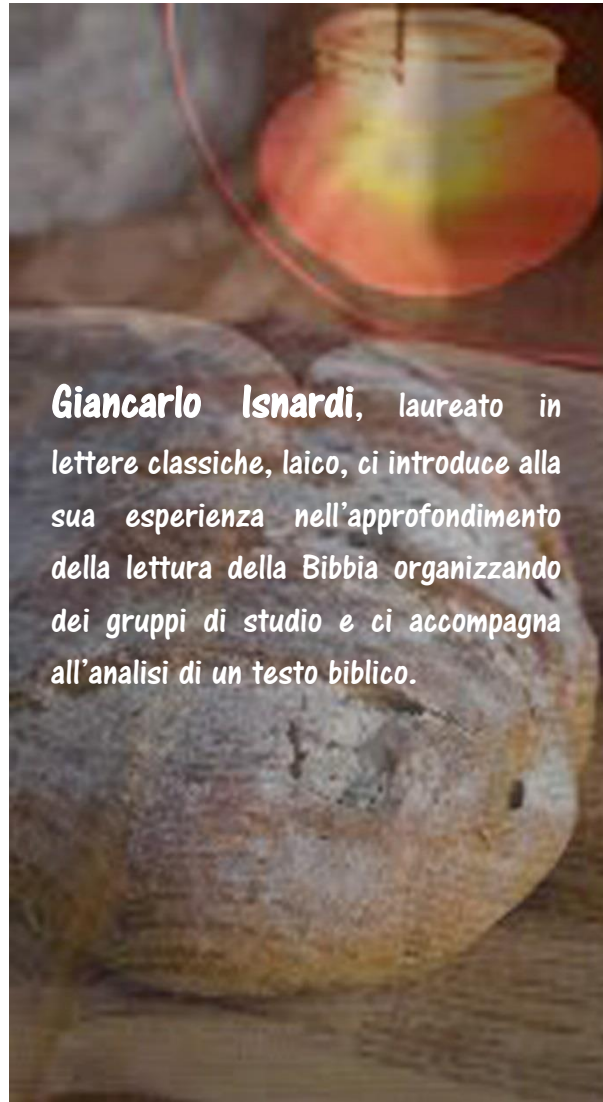 Giancarlo Isnardi, laureato in
lettere classiche, laico, ci introduce alla
sua esperienza nell’approfondimento
della lettura della Bibbia organizzando
dei gruppi di studio e ci accompagna
all’analisi di un testo biblico.